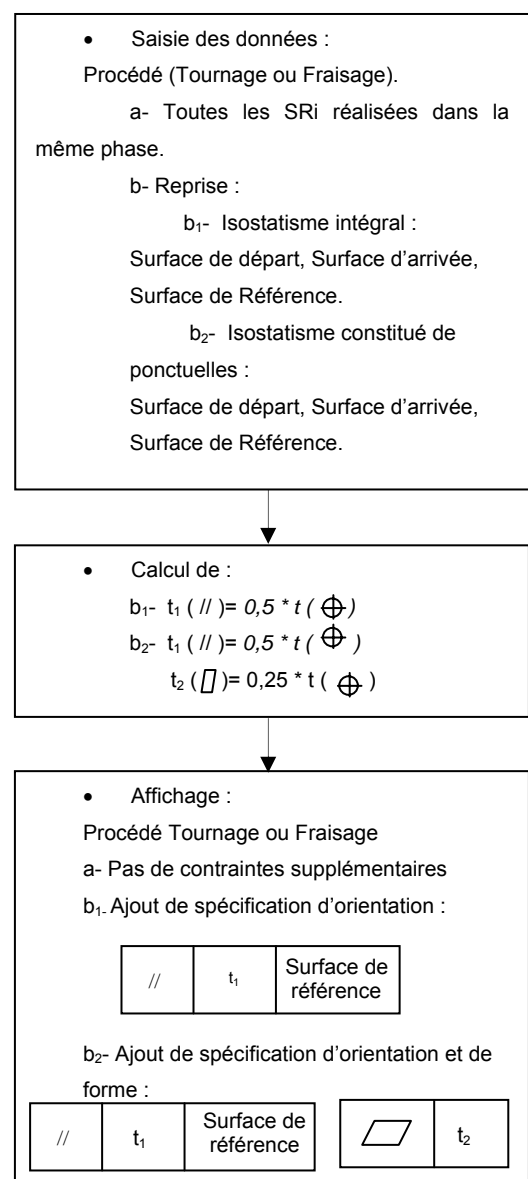 • Saisie des données :
Procédé (Tournage ou Fraisage).
a- Toutes les SRi réalisées dans la
même phase.
b- Reprise :
b₁- Isostatisme intégral :
Surface de départ, Surface d'arrivée,
Surface de Référence.
b₂- Isostatisme constitué de
ponctuelles :
Surface de départ, Surface d'arrivée,
Surface de Référence.
• Calcul de :
b₁- t₁ ( // )= 0,5 * t ( ⌖ )
b₂- t₁ ( // )= 0,5 * t ( ⌖ )
t₂ ( ▱ )= 0,25 * t ( ⌖ )
• Affichage :
Procédé Tournage ou Fraisage
a- Pas de contraintes supplémentaires
b₁- Ajout de spécification d'orientation :
// t₁ Surface de
référence
b₂- Ajout de spécification d'orientation et de
forme :
// t₁ Surface de
référence
▱ t₂